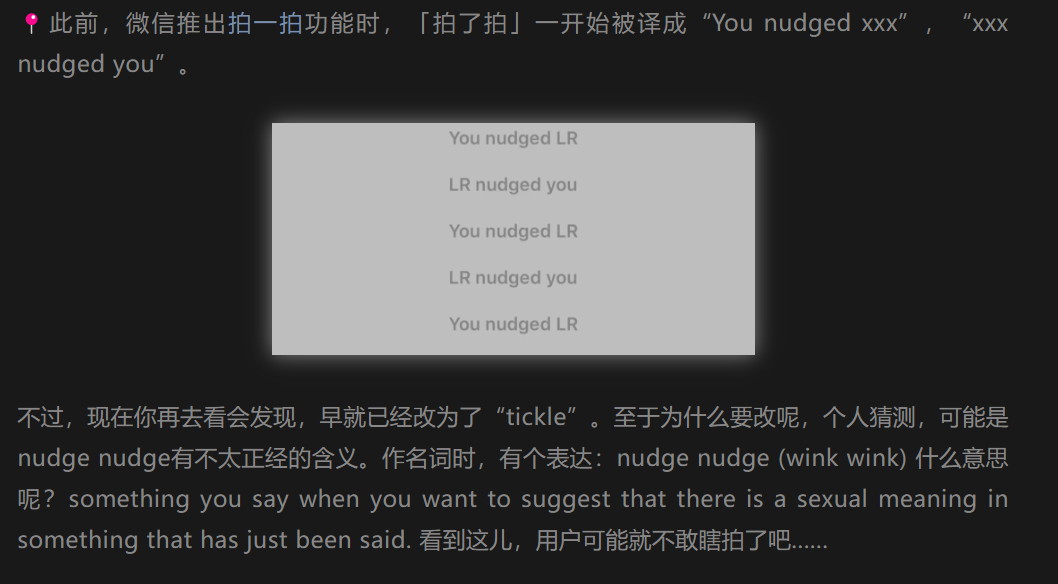 此前，微信推出拍一拍功能时，「拍了拍」一开始被译成“You nudged xxx”，“xxx
nudged you”。
You nudged LR
LR nudged you
You nudged LR
LR nudged you
You nudged LR
不过，现在你再去看会发现，早就已经改为了“tickle”。至于为什么要改呢，个人猜测，可能是
nudge nudge有不太正经的含义。作名词时，有个表达：nudge nudge (wink wink) 什么意思
呢？something you say when you want to suggest that there is a sexual meaning in
something that has just been said. 看到这儿，用户可能就不敢瞎拍了吧……